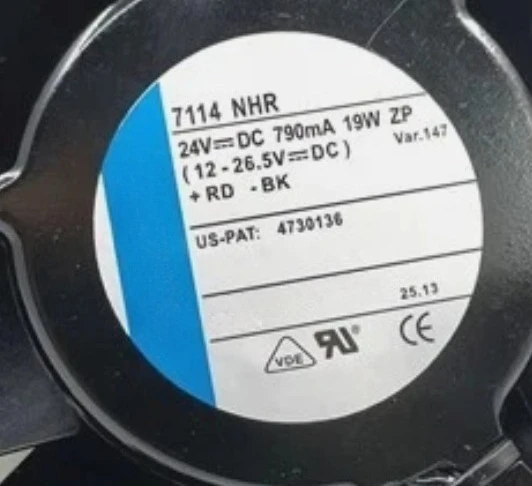 7114 NHR
24V⎓DC 790mA 19W ZP
(12-26.5V⎓DC) Var.147
+RD -BK
US-PAT: 4730136
25.13
VDE RU CE